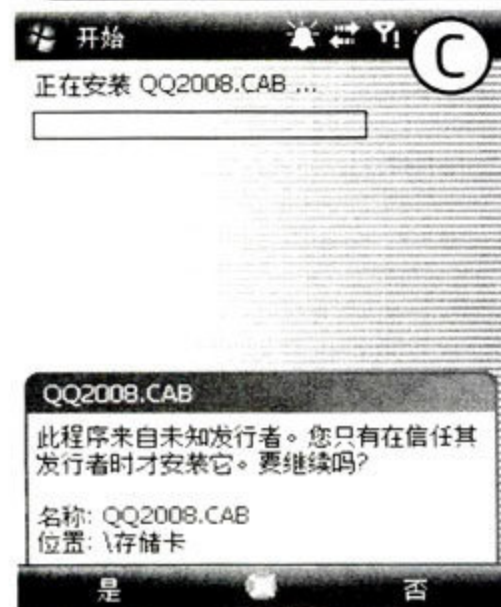 开始
C
正在安装 QQ2008.CAB ...
QQ2008.CAB
此程序来自未知发行者。您只有在信任其
发行者时才安装它。要继续吗?
名称: QQ2008.CAB
位置: \存储卡
是 否